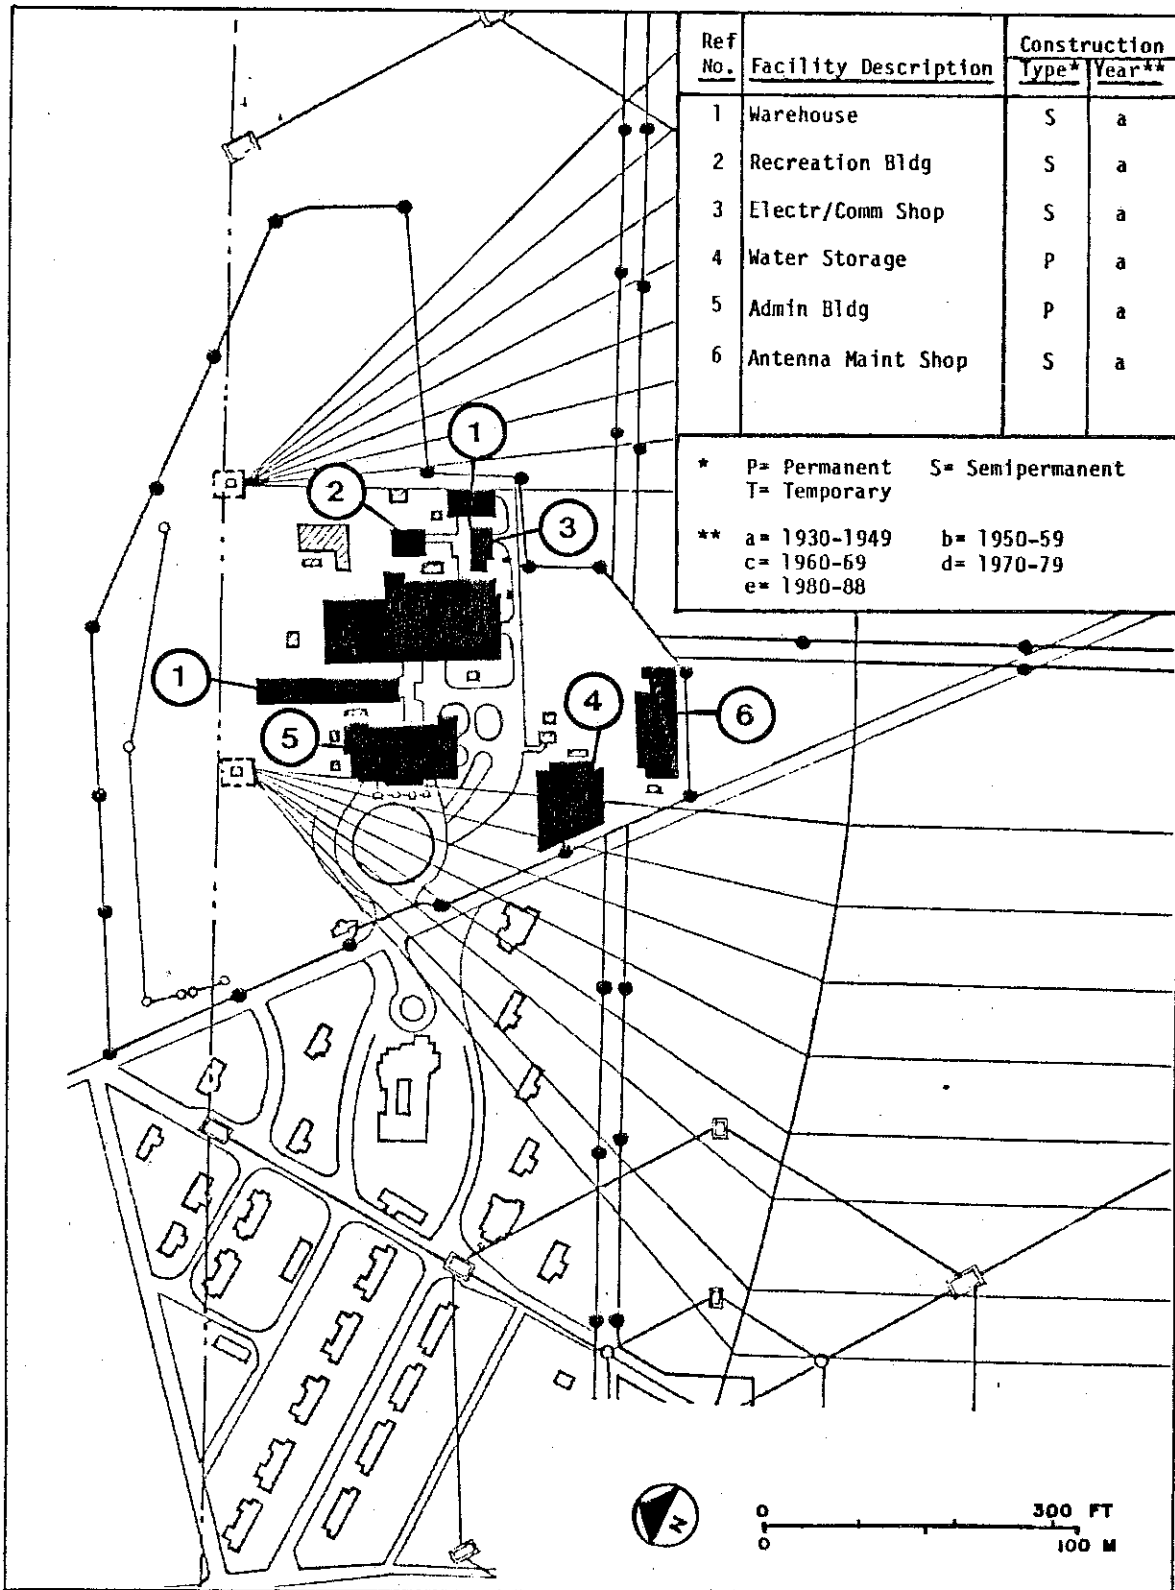 Ref No. Facility Description Construction Type* Year**
1 Warehouse S a
2 Recreation Bldg S a
3 Electr/Comm Shop S a
4 Water Storage P a
5 Admin Bldg P a
6 Antenna Maint Shop S a
* P= Permanent S= Semipermanent
T= Temporary
** a= 1930-1949 b= 1950-59
c= 1960-69 d= 1970-79
e= 1980-88
1
2
3
1
4
6
5
N
0 300 FT
0 100 M